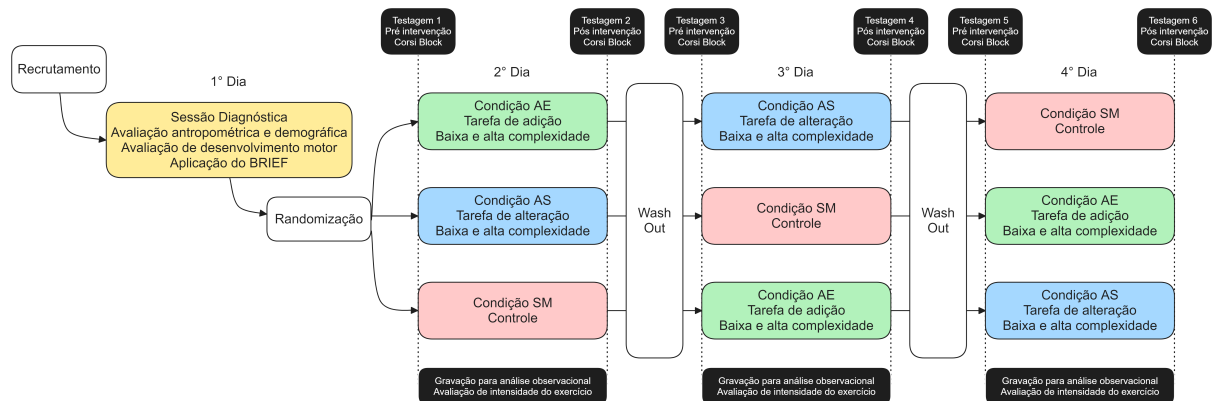 Testagem 1
Pré intervenção
Corsi Block
Testagem 2
Pós intervenção
Corsi Block
Testagem 3
Pré intervenção
Corsi Block
Testagem 4
Pós intervenção
Corsi Block
Testagem 5
Pré intervenção
Corsi Block
Testagem 6
Pós intervenção
Corsi Block
Recrutamento
1° Dia
2° Dia
3° Dia
4° Dia
Sessão Diagnóstica
Avaliação antropométrica e demográfica
Avaliação de desenvolvimento motor
Aplicação do BRIEF
Randomização
Condição AE
Tarefa de adição
Baixa e alta complexidade
Condição AS
Tarefa de alteração
Baixa e alta complexidade
Condição SM
Controle
Wash
Out
Condição AS
Tarefa de alteração
Baixa e alta complexidade
Condição SM
Controle
Condição AE
Tarefa de adição
Baixa e alta complexidade
Wash
Out
Condição SM
Controle
Condição AE
Tarefa de adição
Baixa e alta complexidade
Condição AS
Tarefa de alteração
Baixa e alta complexidade
Gravação para análise observacional
Avaliação de intensidade do exercício
Gravação para análise observacional
Avaliação de intensidade do exercício
Gravação para análise observacional
Avaliação de intensidade do exercício